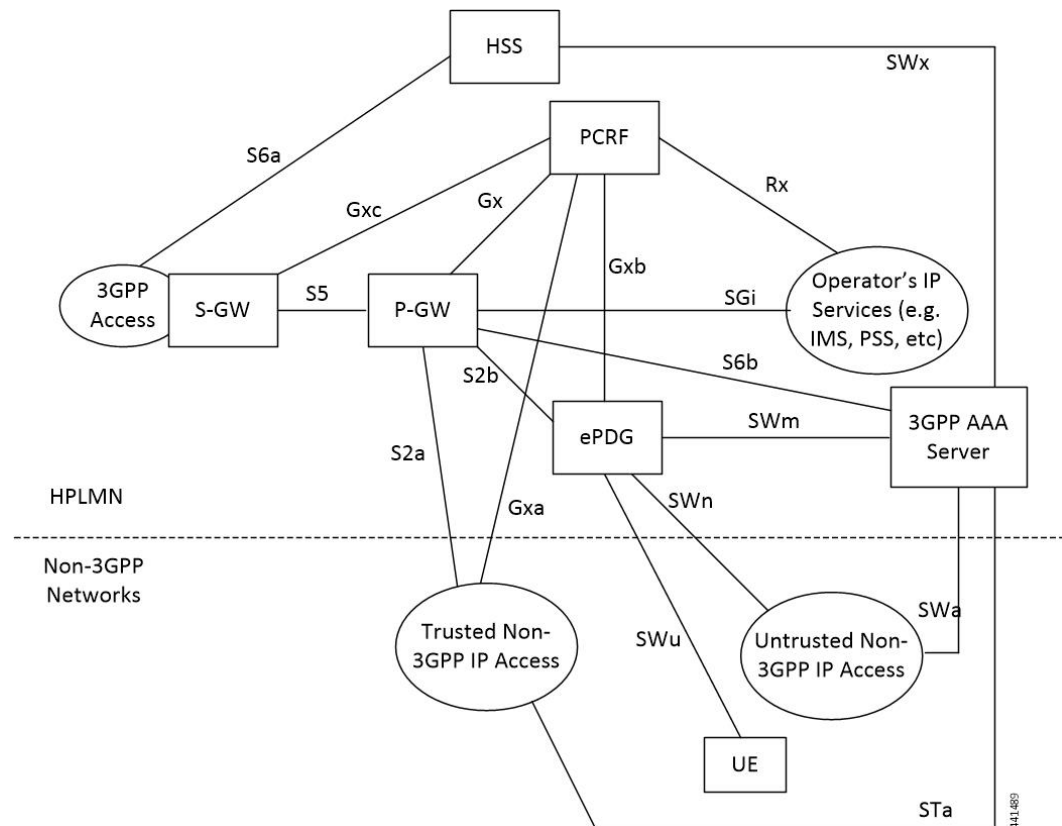 HSS
SWx
PCRF
S6a
Rx
Gxc
Gx
Gxb
3GPP
Access
S-GW
S5
P-GW
SGi
Operator's IP
Services (e.g.
IMS, PSS, etc)
S6b
S2b
ePDG
SWm
3GPP AAA
Server
S2a
HPLMN
Gxa
SWn
Non-3GPP
Networks
SWa
Trusted Non-
3GPP IP Access
SWu
Untrusted Non-
3GPP IP Access
UE
STa
441489